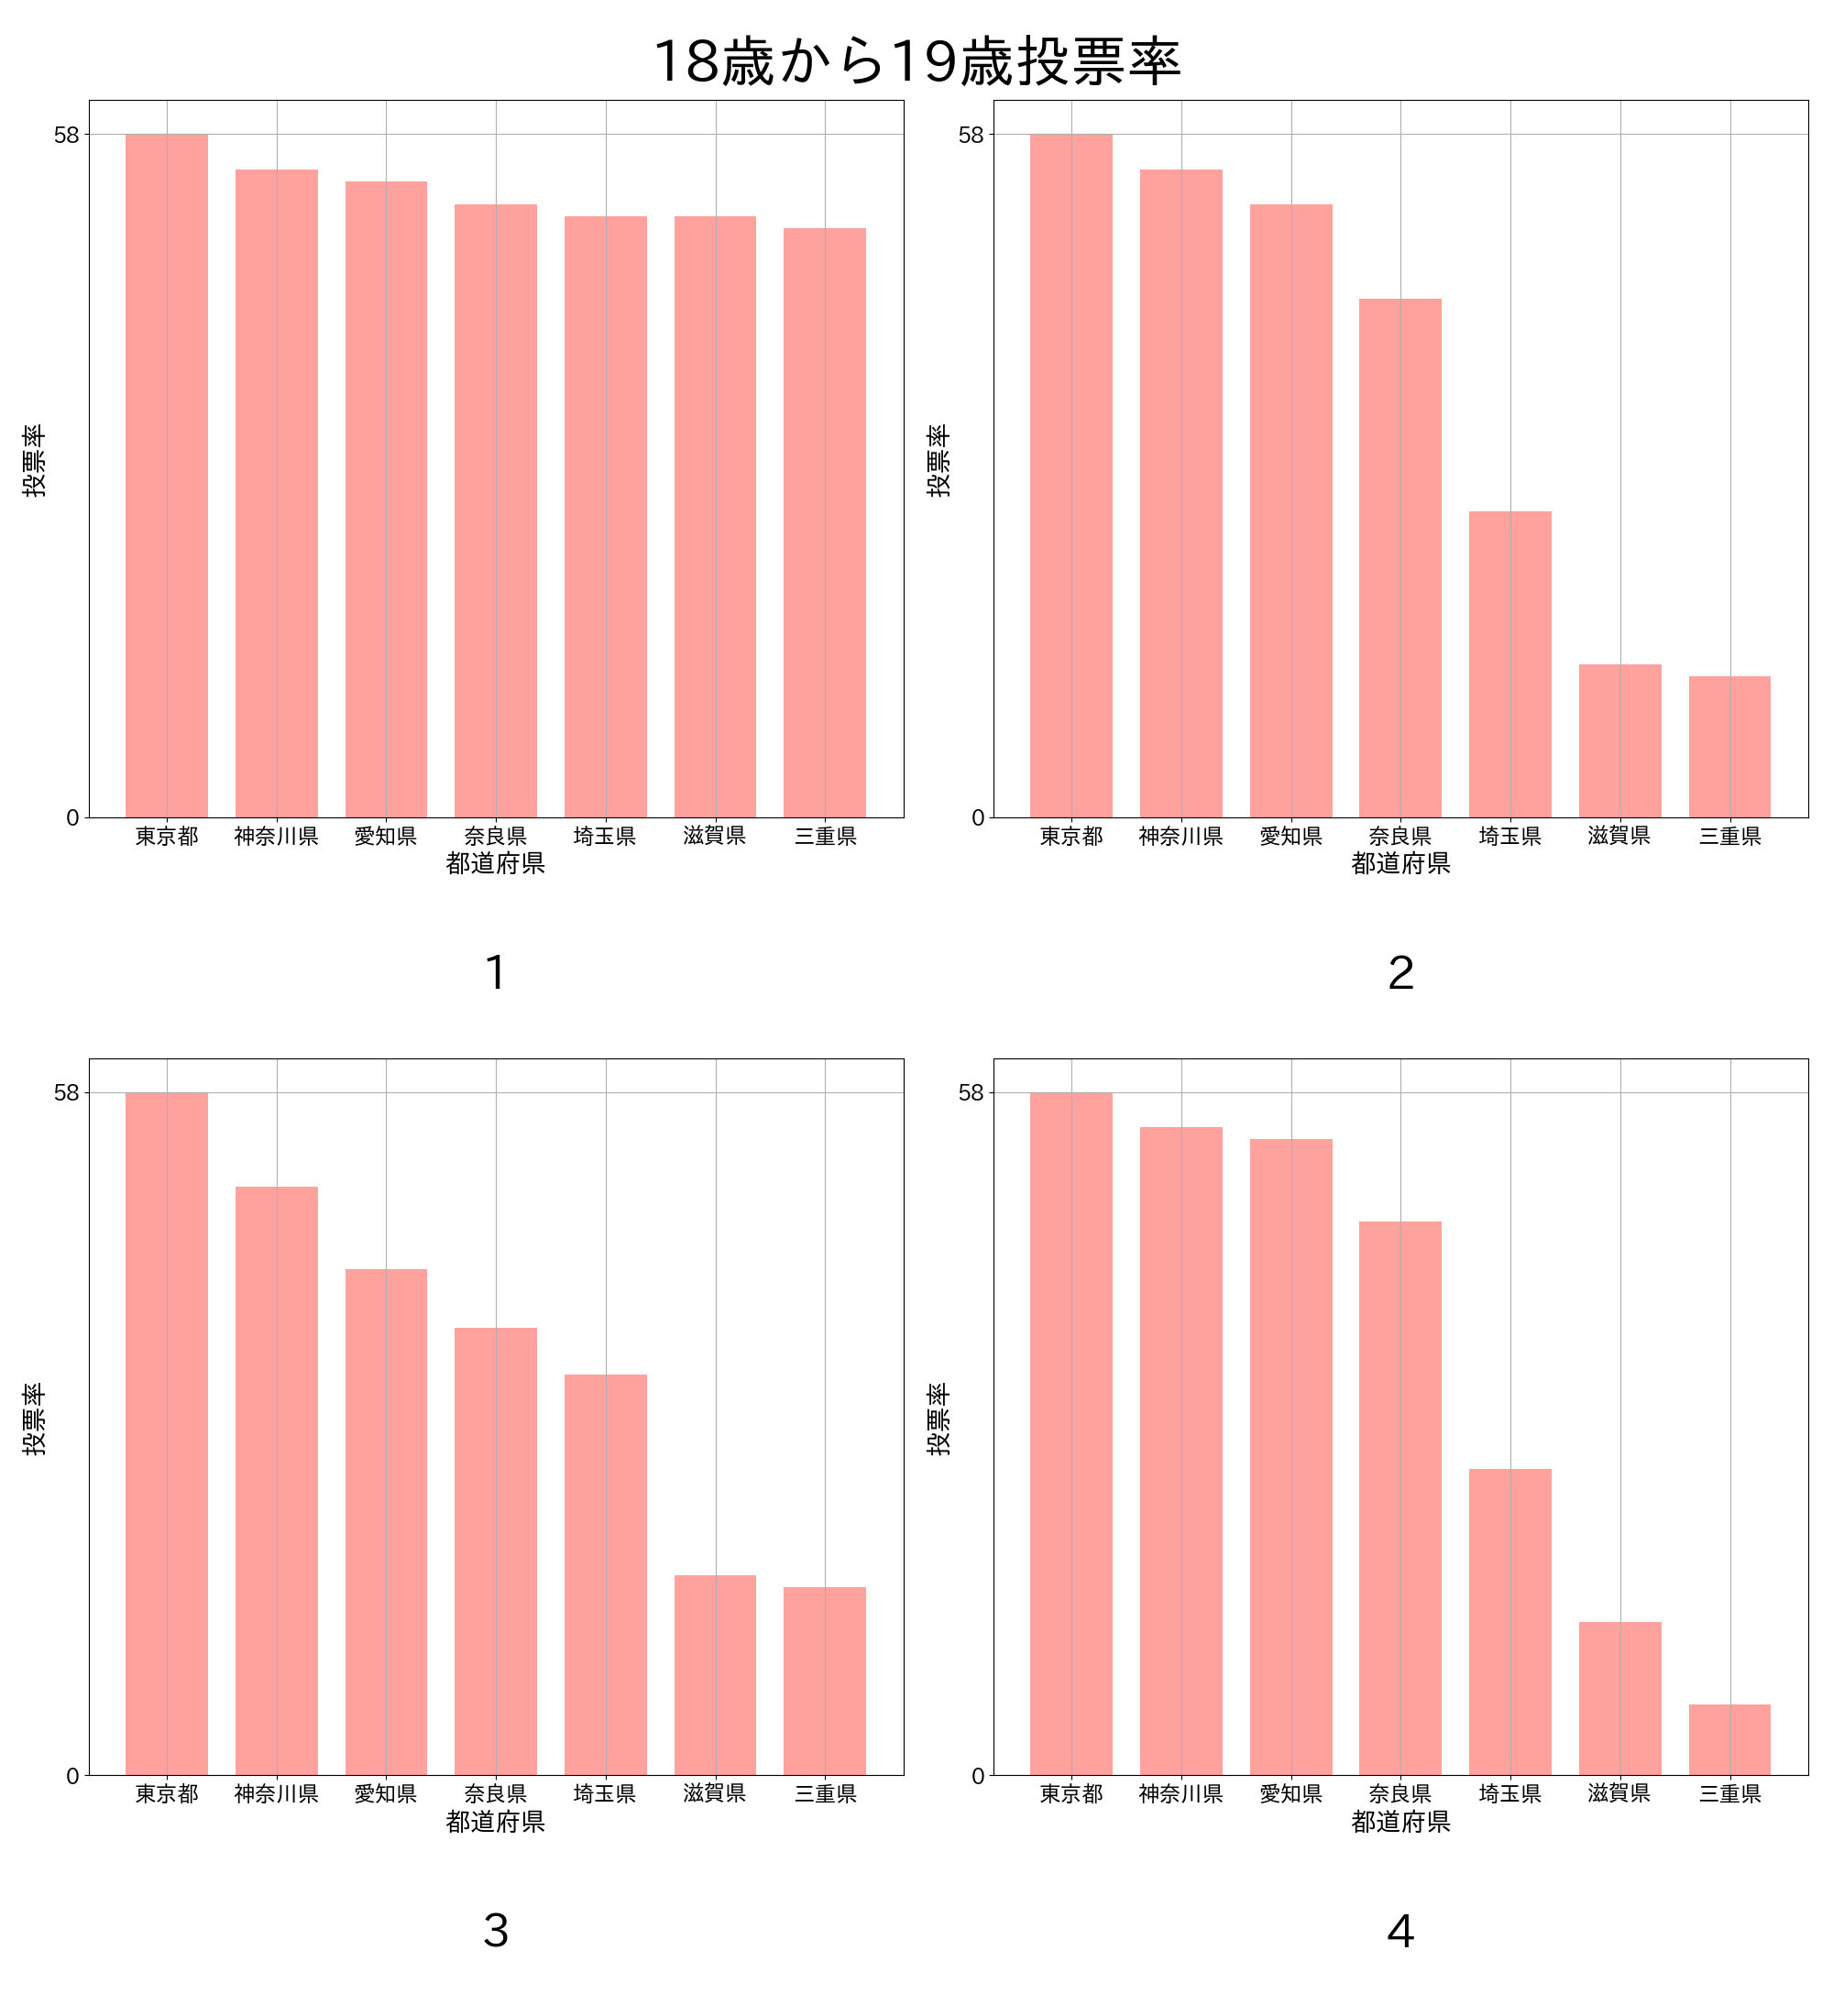 18歳から19歳投票率
58
0
投票率
東京都 神奈川県 愛知県 奈良県 埼玉県 滋賀県 三重県
都道府県
1
58
0
投票率
東京都 神奈川県 愛知県 奈良県 埼玉県 滋賀県 三重県
都道府県
2
58
0
投票率
東京都 神奈川県 愛知県 奈良県 埼玉県 滋賀県 三重県
都道府県
3
58
0
投票率
東京都 神奈川県 愛知県 奈良県 埼玉県 滋賀県 三重県
都道府県
4